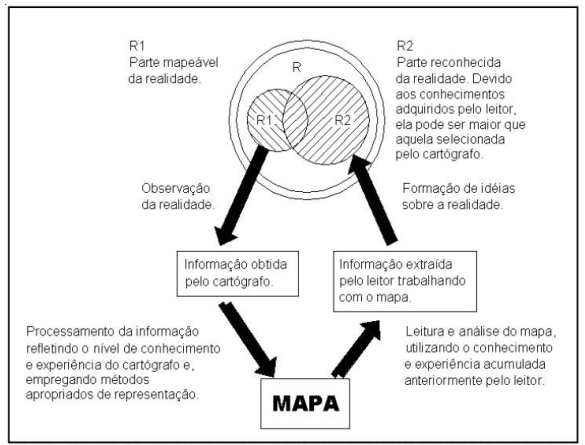 R1
Parte mapeável
da realidade.
R
R1
R2
R2
Parte reconhecida
da realidade. Devido
aos conhecimentos
adquiridos pelo leitor,
ela pode ser maior que
aquela selecionada
pelo cartógrafo.
Observação
da realidade.
Formação de idéias
sobre a realidade.
Informação obtida
pelo cartógrafo.
Informação extraída
pelo leitor trabalhando
com o mapa.
Processamento da informação
refletindo o nível de conhecimento
e experiência do cartógrafo e,
empregando métodos
apropriados de representação.
Leitura e análise do mapa,
utilizando o conhecimento
e experiência acumulada
anteriormente pelo leitor.
MAPA